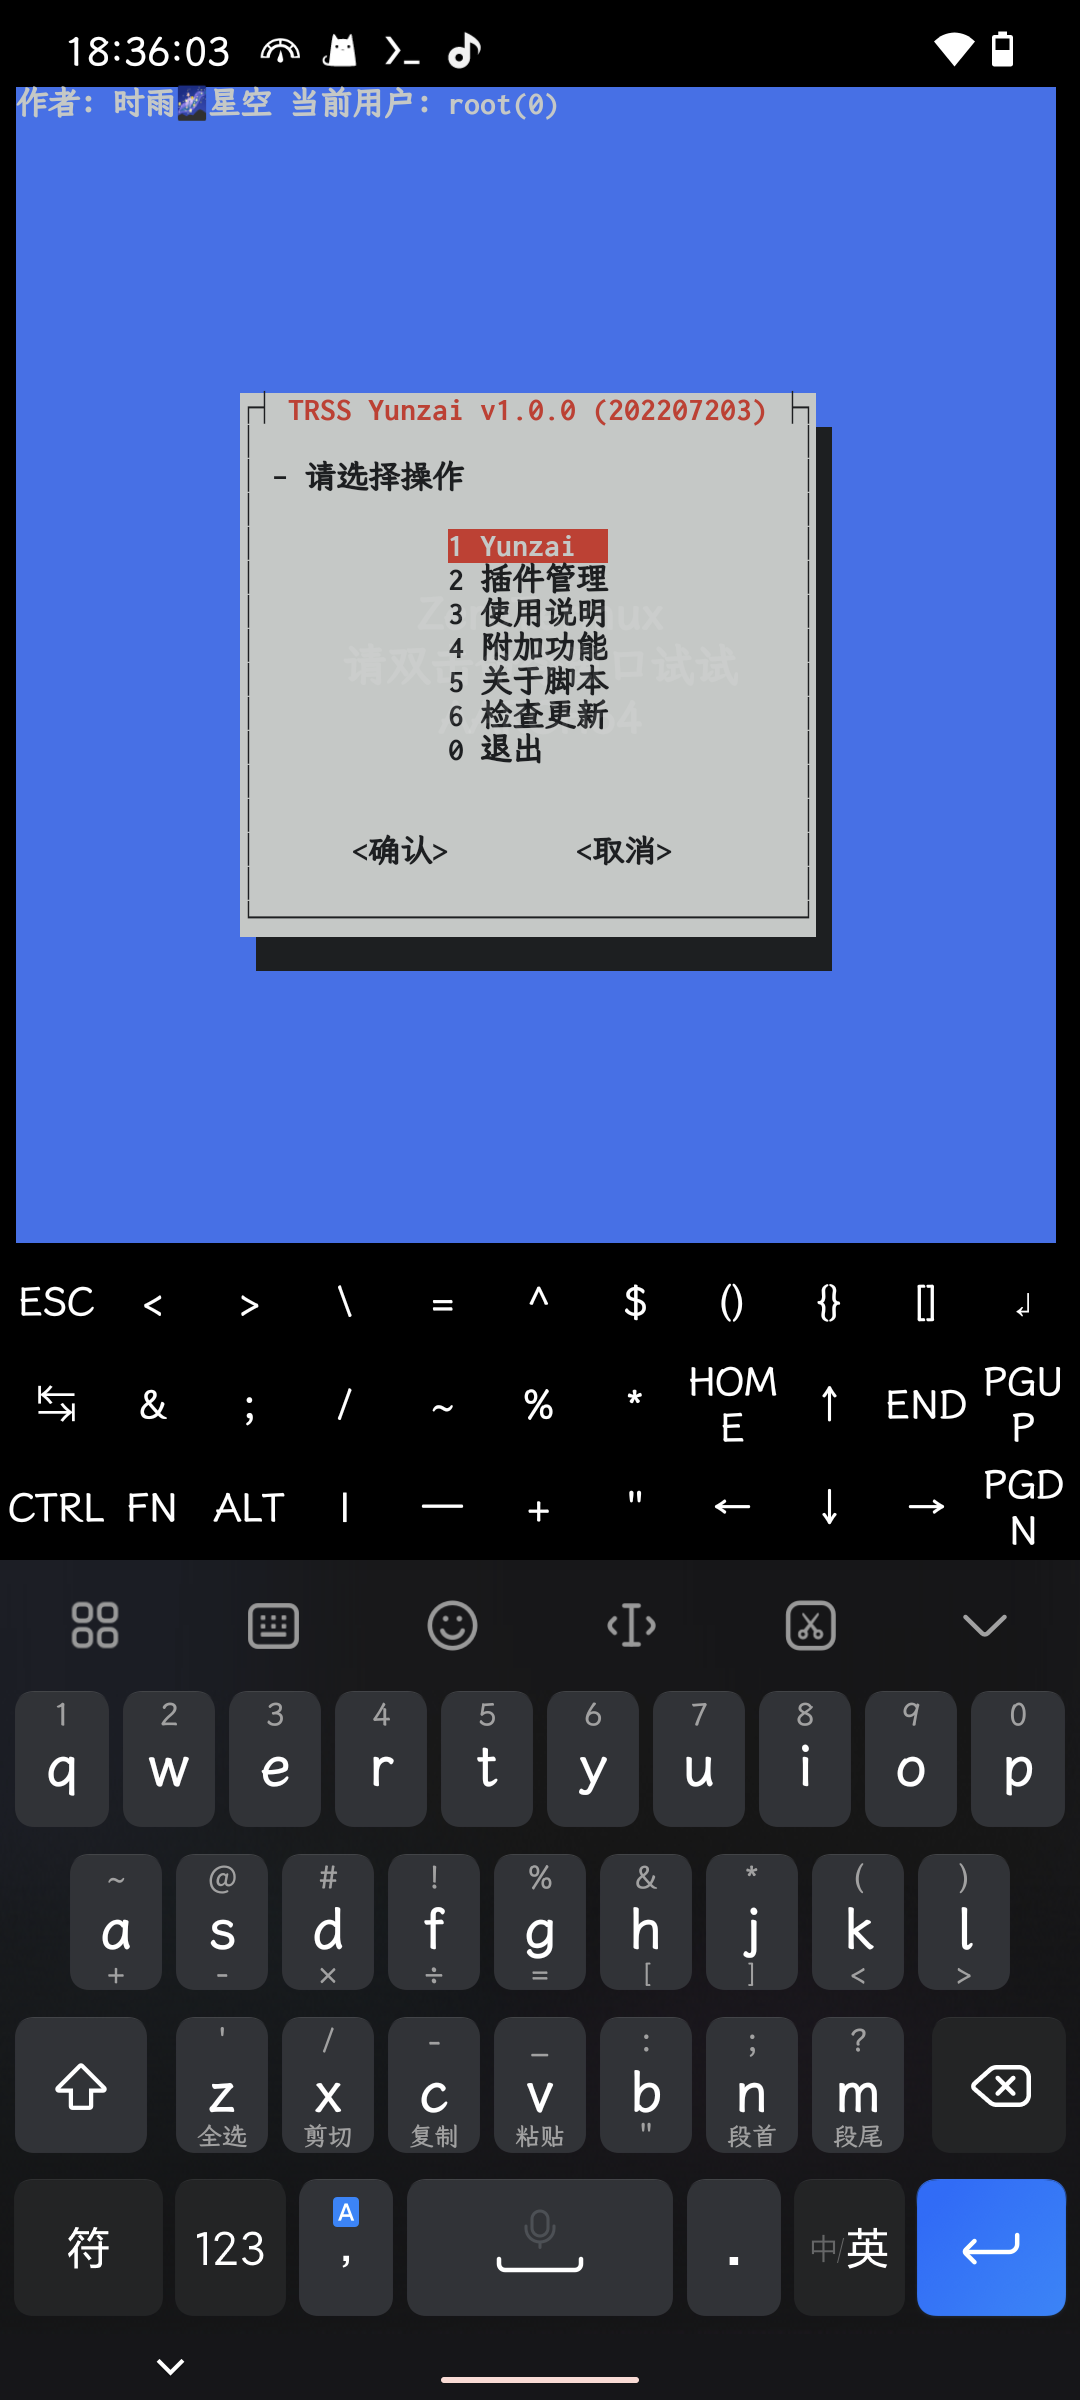 18:36:03
作者: 时雨🌌星空 当前用户: root(0)
TRSS Yunzai v1.0.0 (202207203)
- 请选择操作
1 Yunzai
2 插件管理
3 使用说明
4 附加功能
5 关于脚本
6 检查更新
0 退出
<确认> <取消>
ESC < > \ = ^ $ () {} [] ↲
↹ & ; / ~ % * HOME ↑ END PGUP
CTRL FN ALT | — + " ← ↓ → PGDN
1 2 3 4 5 6 7 8 9 0
q w e r t y u i o p
~ @ # ! % & * ( )
a s d f g h j k l
+ - × ÷ = [ ] < >
' / - _ : ; ?
z x c v b n m
全选 剪切 复制 粘贴 " 段首 段尾
符 123 A , . 中/英